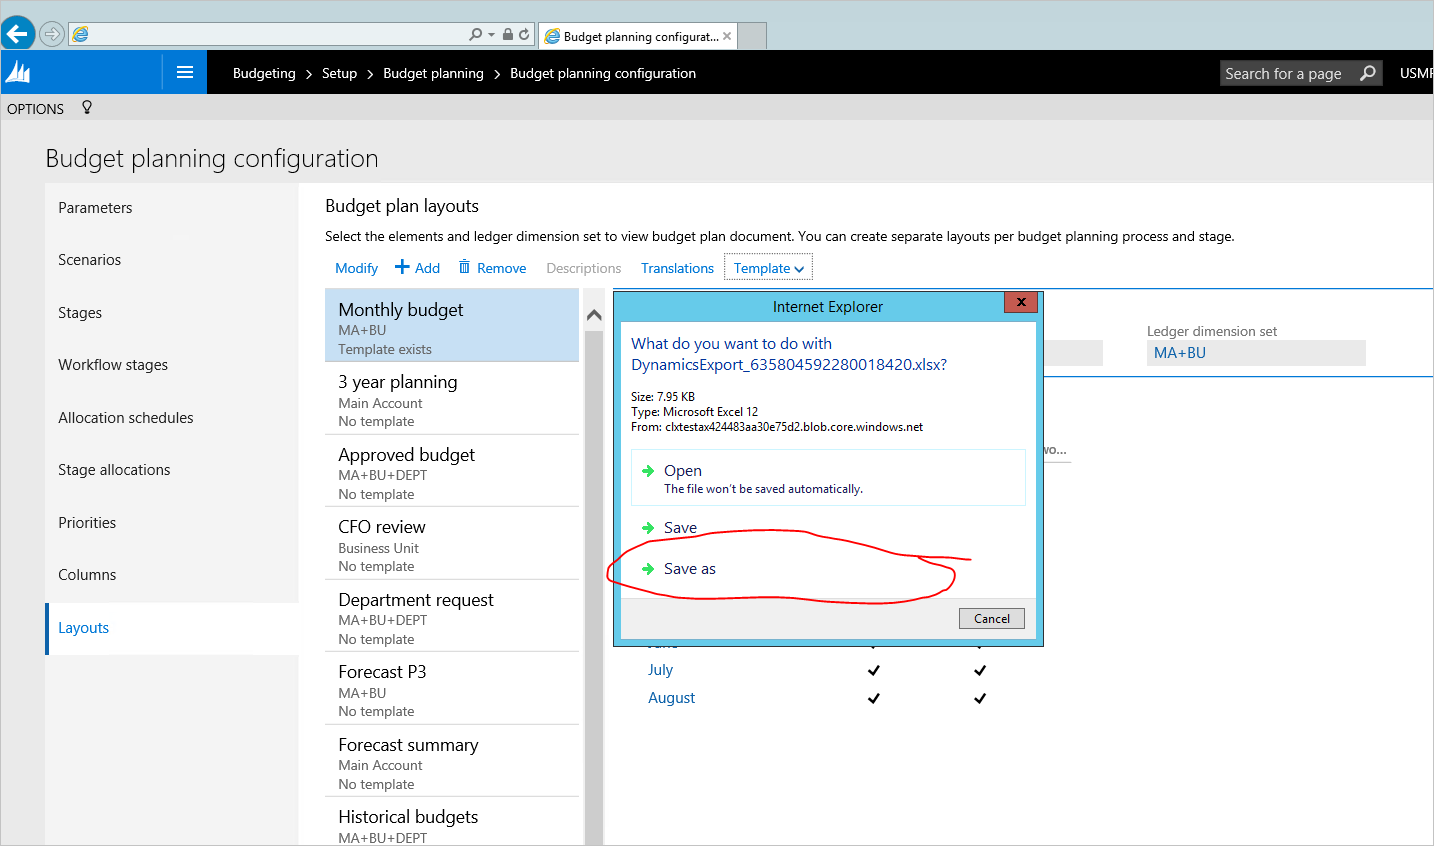 Budget planning configurat...
Budgeting > Setup > Budget planning > Budget planning configuration
Search for a page
OPTIONS
Budget planning configuration
Parameters
Scenarios
Stages
Workflow stages
Allocation schedules
Stage allocations
Priorities
Columns
Layouts
Budget plan layouts
Select the elements and ledger dimension set to view budget plan document. You can create separate layouts per budget planning process and stage.
Modify + Add Remove Descriptions Translations Template
Monthly budget
MA+BU
Template exists
3 year planning
Main Account
No template
Approved budget
MA+BU+DEPT
No template
CFO review
Business Unit
No template
Department request
MA+BU+DEPT
No template
Forecast P3
MA+BU
No template
Forecast summary
Main Account
No template
Historical budgets
MA+BU+DEPT
Internet Explorer
x
What do you want to do with
DynamicsExport_635804592280018420.xlsx?
Size: 7.95 KB
Type: Microsoft Excel 12
From: clxtestax424483aa30e75d2.blob.core.windows.net
Open
The file won't be saved automatically.
Save
Save as
Cancel
Ledger dimension set
MA+BU
July
August